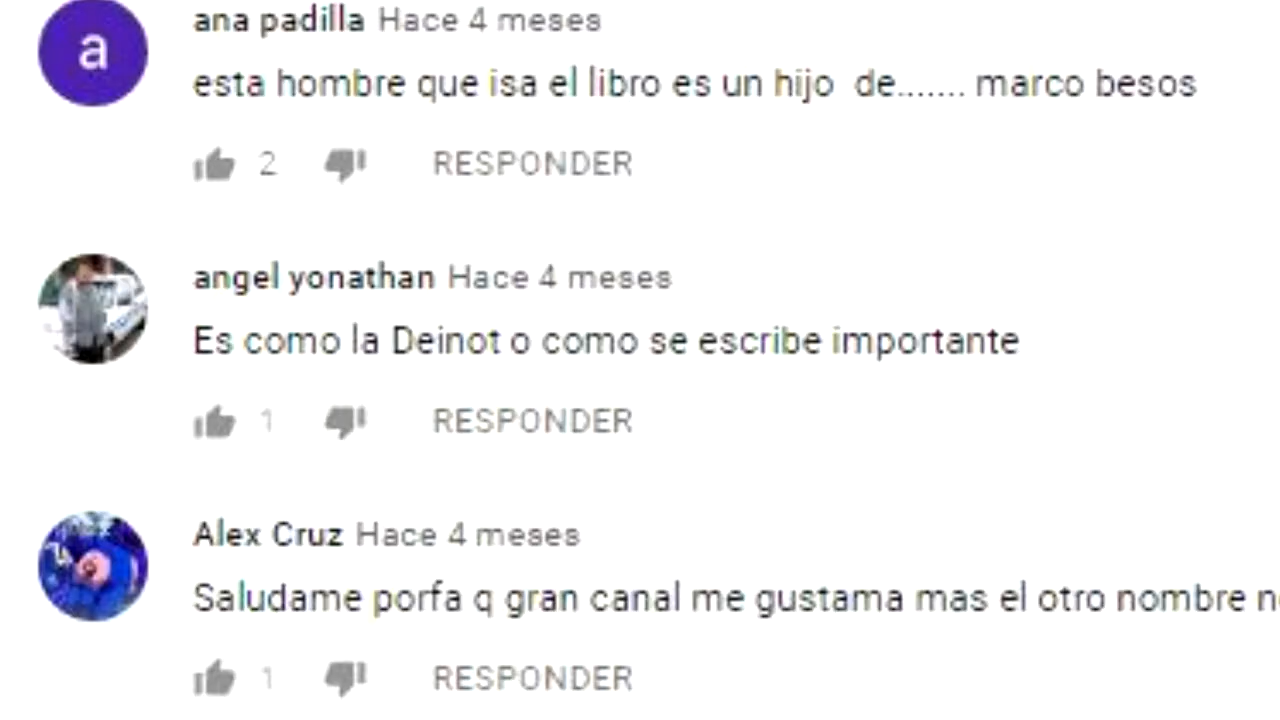 a
ana padilla Hace 4 meses
esta hombre que isa el libro es un hijo de....... marco besos
2 RESPONDER
angel yonathan Hace 4 meses
Es como la Deinot o como se escribe importante
1 RESPONDER
Alex Cruz Hace 4 meses
Saludame porfa q gran canal me gustama mas el otro nombre
1 RESPONDER